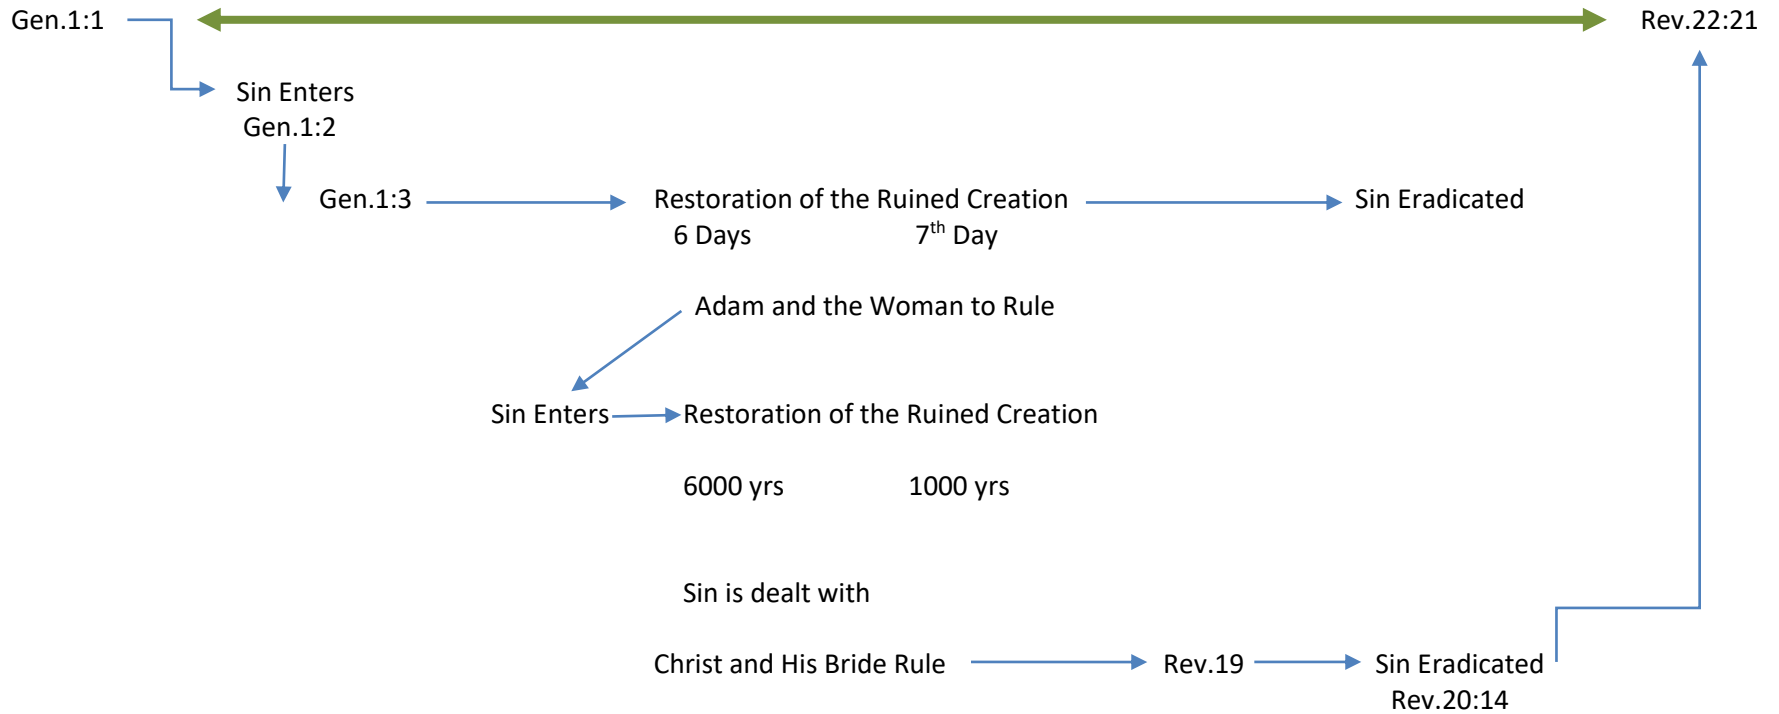 Gen.1:1 Rev.22:21
Sin Enters
Gen.1:2
Gen.1:3 Restoration of the Ruined Creation Sin Eradicated
6 Days 7th Day
Adam and the Woman to Rule
Sin Enters Restoration of the Ruined Creation
6000 yrs 1000 yrs
Sin is dealt with
Christ and His Bride Rule Rev.19 Sin Eradicated
Rev.20:14